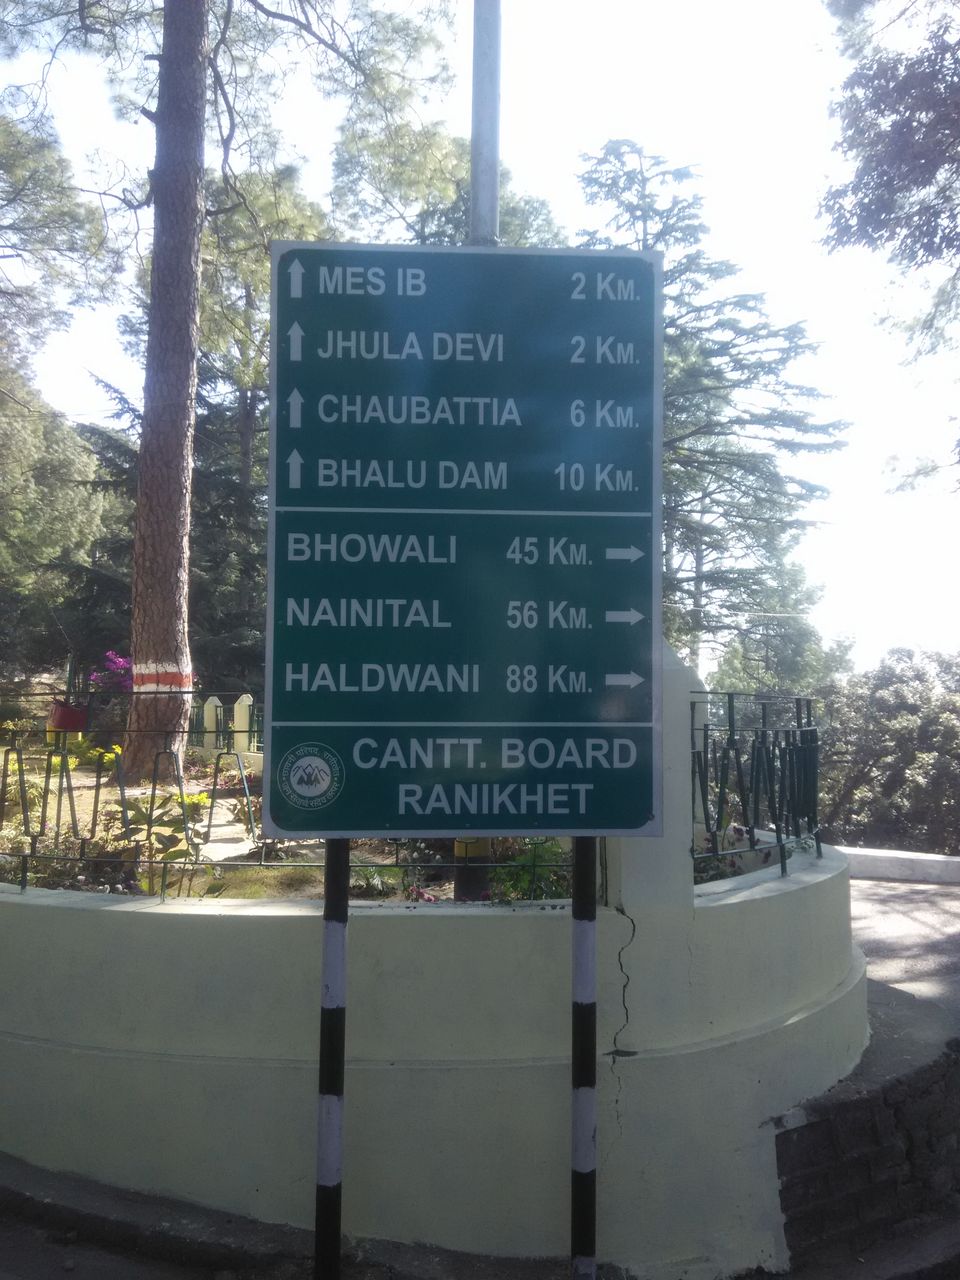 ↑ MES IB 2 KM.
↑ JHULA DEVI 2 KM.
↑ CHAUBATTIA 6 KM.
↑ BHALU DAM 10 KM.
BHOWALI 45 KM. →
NAINITAL 56 KM. →
HALDWANI 88 KM. →
CANTT. BOARD
RANIKHET